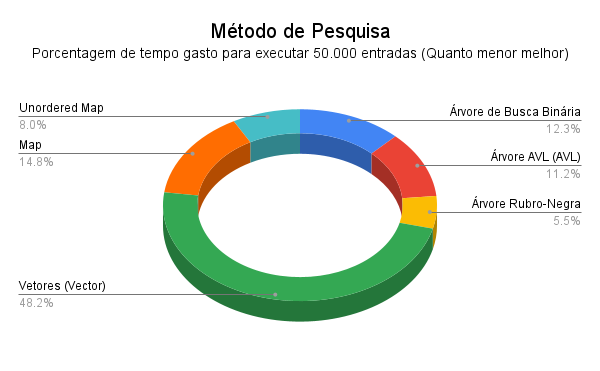 Método de Pesquisa
Porcentagem de tempo gasto para executar 50.000 entradas (Quanto menor melhor)
Unordered Map
8.0%
Map
14.8%
Vetores (Vector)
48.2%
Árvore de Busca Binária
12.3%
Árvore AVL (AVL)
11.2%
Árvore Rubro-Negra
5.5%